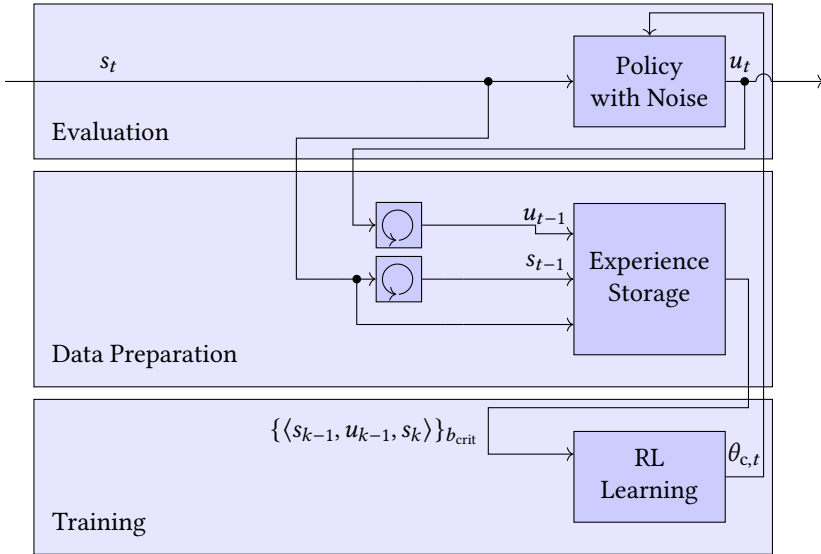 s_t
Policy
with Noise
u_t
Evaluation
u_{t−1}
s_{t−1}
Experience
Storage
Data Preparation
{⟨s_{k−1}, u_{k−1}, s_k⟩}_{b_crit}
RL
Learning
θ_{c,t}
Training